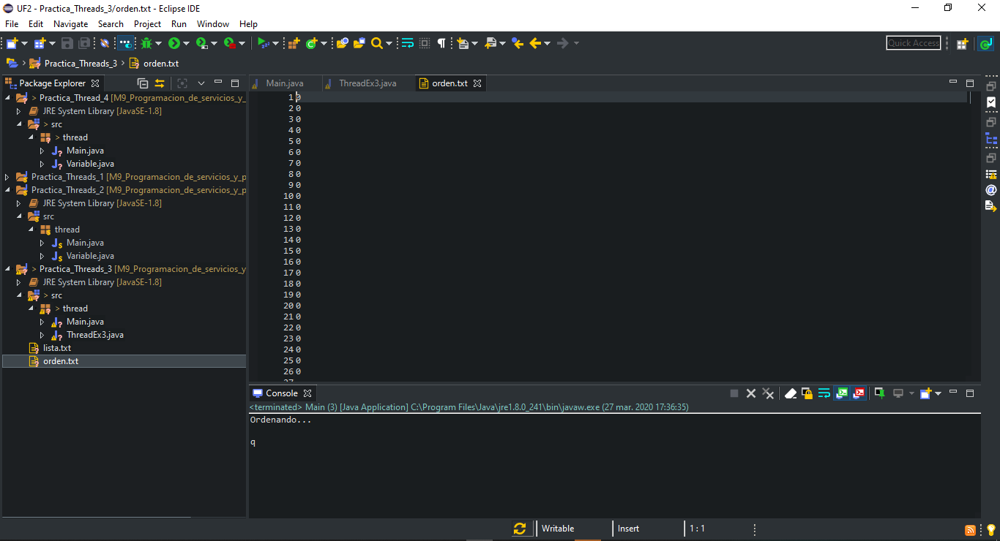 UF2 - Practica_Threads_3/orden.txt - Eclipse IDE
File Edit Navigate Search Project Run Window Help
Quick Access
Practica_Threads_3 > orden.txt
Package Explorer
> Practica_Thread_4 [M9_Programacion_de_servicios_y_
JRE System Library [JavaSE-1.8]
> src
> thread
Main.java
Variable.java
Practica_Threads_1 [M9_Programacion_de_servicios_y_p
Practica_Threads_2 [M9_Programacion_de_servicios_y_p
JRE System Library [JavaSE-1.8]
src
thread
Main.java
Variable.java
> Practica_Threads_3 [M9_Programacion_de_servicios_y
JRE System Library [JavaSE-1.8]
> src
> thread
Main.java
ThreadEx3.java
lista.txt
orden.txt
Main.java ThreadEx3.java orden.txt
1 0
2 0
3 0
4 0
5 0
6 0
7 0
8 0
9 0
10 0
11 0
12 0
13 0
14 0
15 0
16 0
17 0
18 0
19 0
20 0
21 0
22 0
23 0
24 0
25 0
26 0
Console
<terminated> Main (3) [Java Application] C:\Program Files\Java\jre1.8.0_241\bin\javaw.exe (27 mar. 2020 17:36:35)
Ordenando...
q
Writable Insert 1 : 1